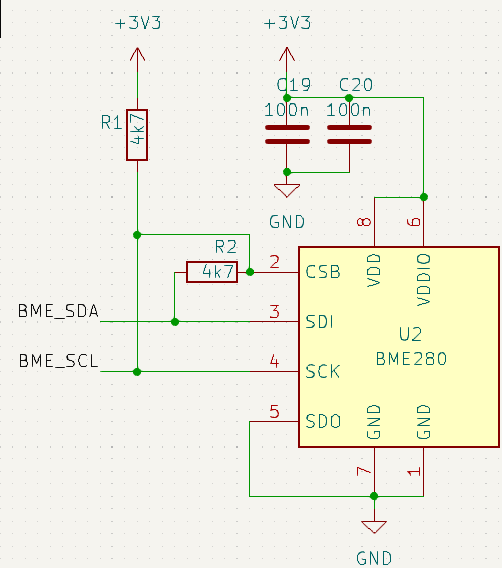 +3V3
+3V3
C19
C20
100n
100n
R1
4k7
GND
8
6
R2
4k7
2
CSB
VDD
VDDIO
BME_SDA
3
SDI
U2
BME280
BME_SCL
4
SCK
5
SDO
GND
GND
7
1
GND